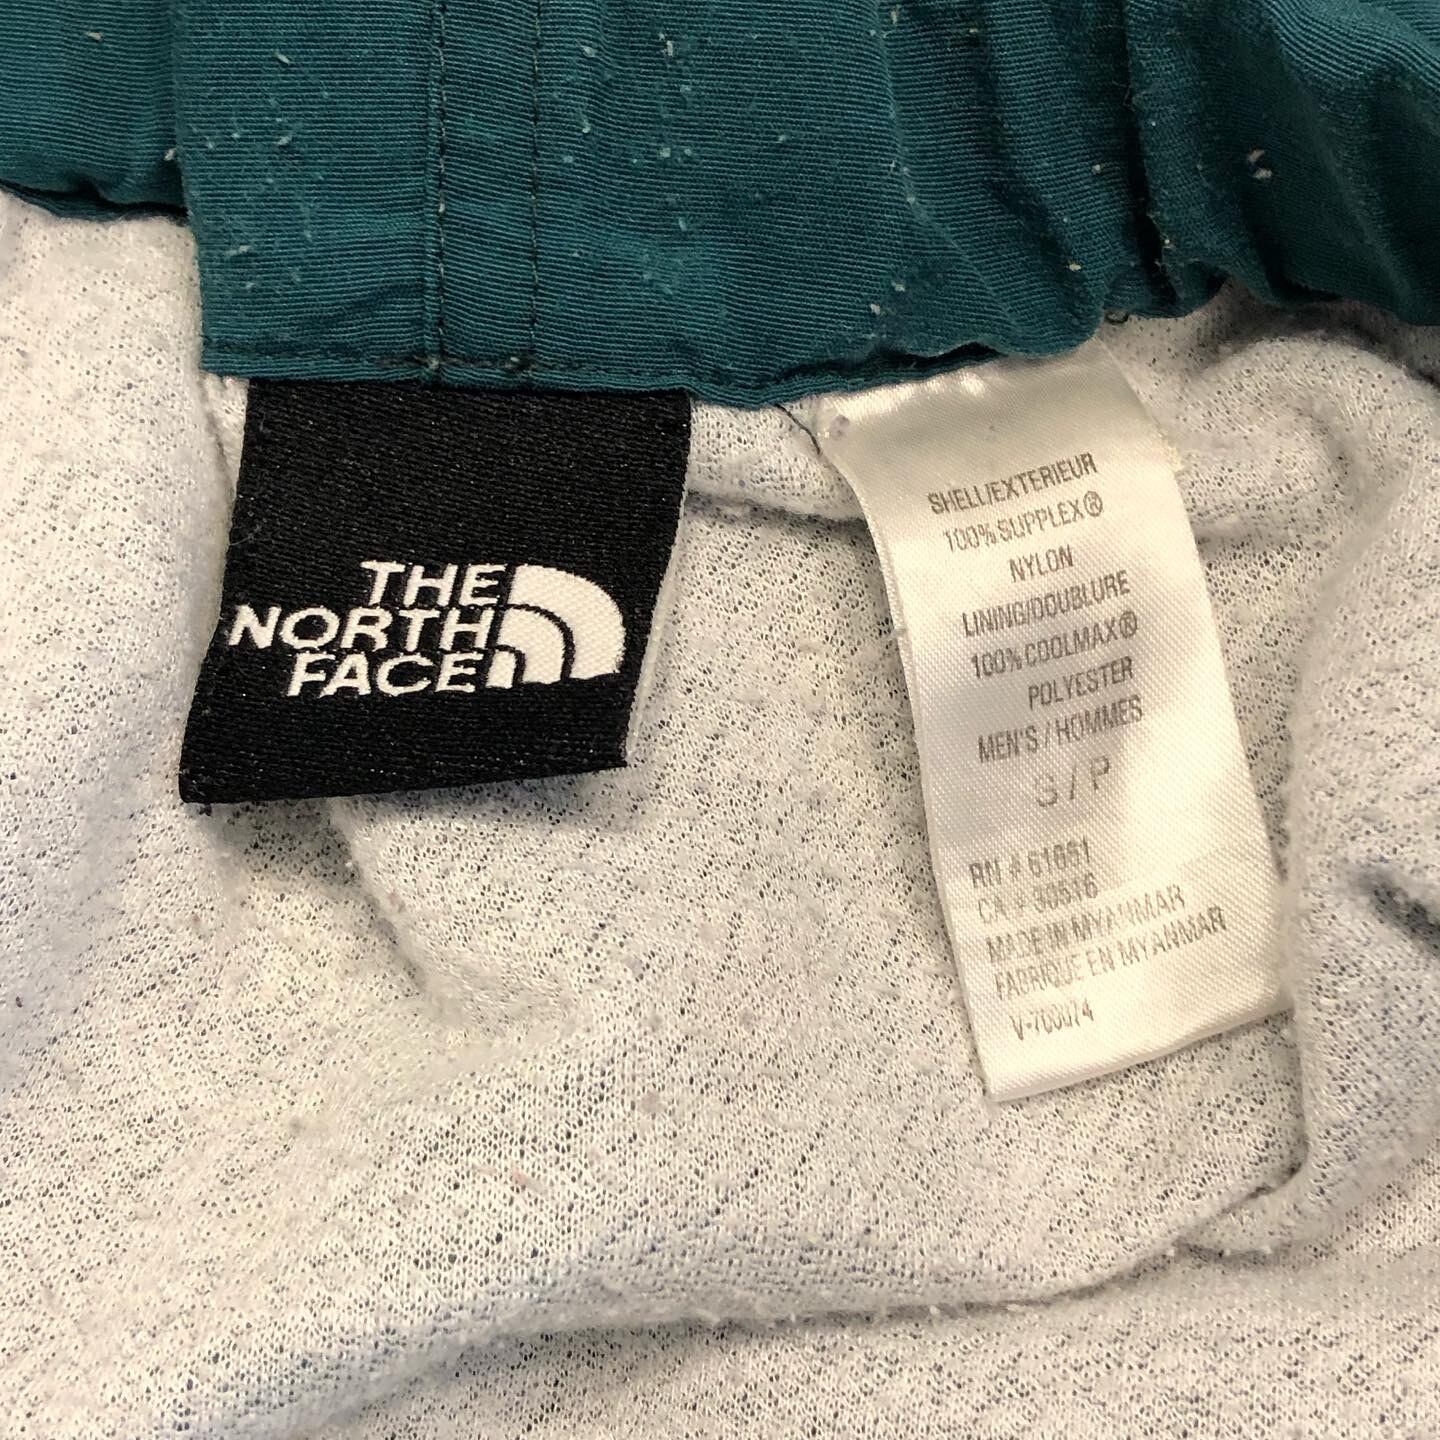 THE
NORTH
FACE
SHELL/EXTERIEUR
100% SUPPLEX®
NYLON
LINING/DOUBLURE
100% COOLMAX®
POLYESTER
MEN'S / HOMMES
S / P
RN # 61661
CA # 30516
MADE IN MYANMAR
FABRIQUE EN MYANMAR